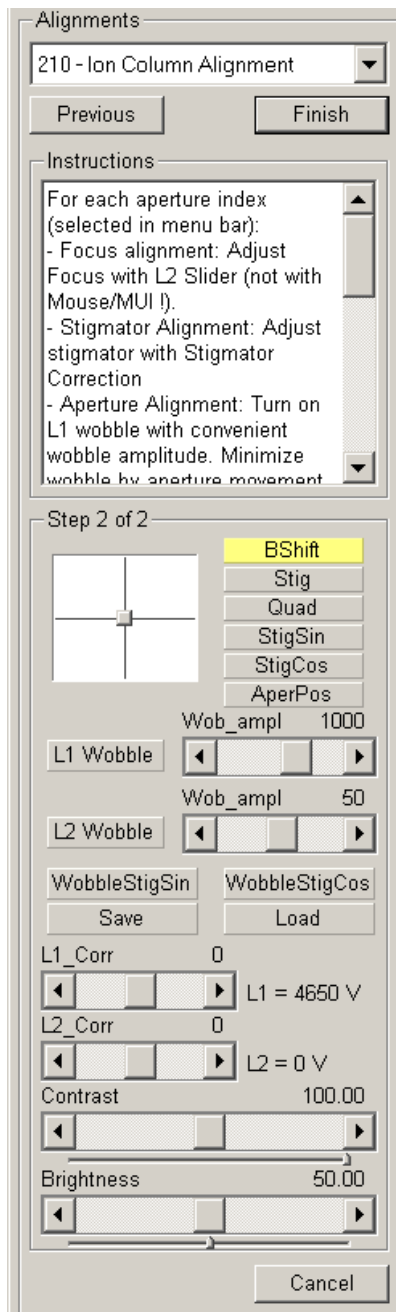 Alignments
210 - Ion Column Alignment
Previous
Finish
Instructions
For each aperture index
(selected in menu bar):
- Focus alignment: Adjust
Focus with L2 Slider (not with
Mouse/MUI !).
- Stigmator Alignment: Adjust
stigmator with Stigmator
Correction
- Aperture Alignment: Turn on
L1 wobble with convenient
wobble amplitude. Minimize
wobble by aperture movement
Step 2 of 2
BShift
Stig
Quad
StigSin
StigCos
AperPos
Wob_ampl 1000
L1 Wobble
Wob_ampl 50
L2 Wobble
WobbleStigSin WobbleStigCos
Save Load
L1_Corr 0
L1 = 4650 V
L2_Corr 0
L2 = 0 V
Contrast 100.00
Brightness 50.00
Cancel